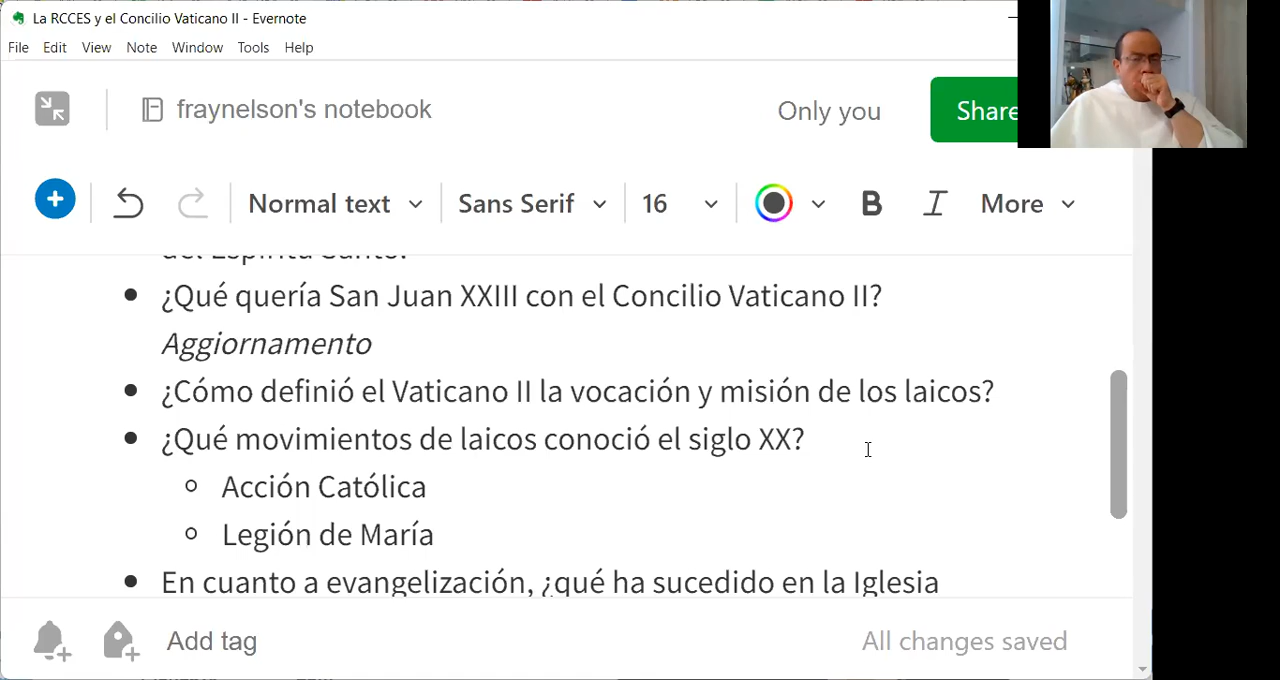 La RCCES y el Concilio Vaticano II - Evernote
File Edit View Note Window Tools Help
fraynelson's notebook
Only you
Share
Normal text
Sans Serif
16
B
I
More
del Espíritu Santo.
¿Qué quería San Juan XXIII con el Concilio Vaticano II?
Aggiornamento
¿Cómo definió el Vaticano II la vocación y misión de los laicos?
¿Qué movimientos de laicos conoció el siglo XX?
Acción Católica
Legión de María
En cuanto a evangelización, ¿qué ha sucedido en la Iglesia
Add tag
All changes saved